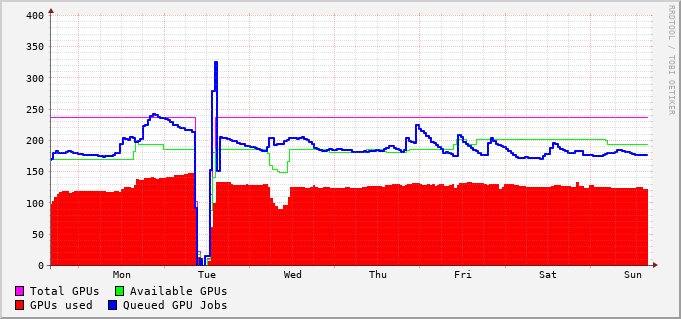 400
350
300
250
200
150
100
50
0
Mon Tue Wed Thu Fri Sat Sun
Total GPUs Available GPUs
GPUs used Queued GPU Jobs
RRDTOOL / TOBI OETIKER